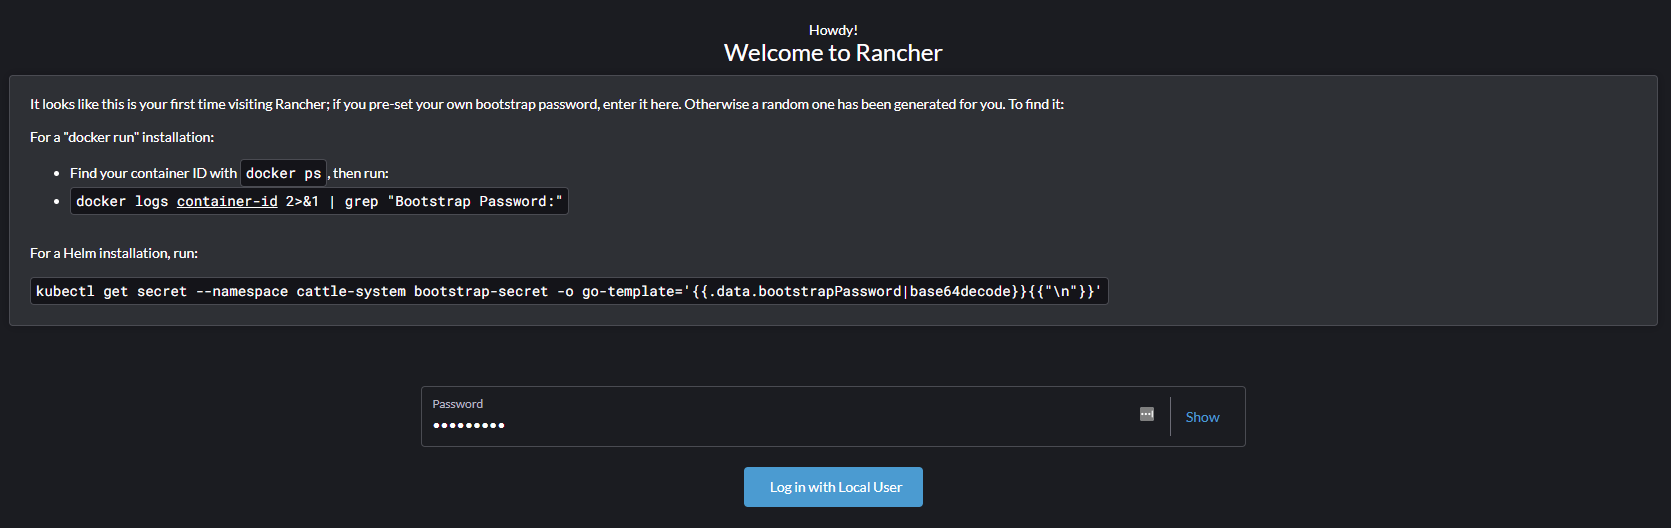 Howdy!
Welcome to Rancher
It looks like this is your first time visiting Rancher; if you pre-set your own bootstrap password, enter it here. Otherwise a random one has been generated for you. To find it:
For a "docker run" installation:
• Find your container ID with docker ps, then run:
• docker logs container-id 2>&1 | grep "Bootstrap Password:"
For a Helm installation, run:
kubectl get secret --namespace cattle-system bootstrap-secret -o go-template='{{.data.bootstrapPassword|base64decode}}{{"\n"}}'
Password
•••••••••
Show
Log in with Local User